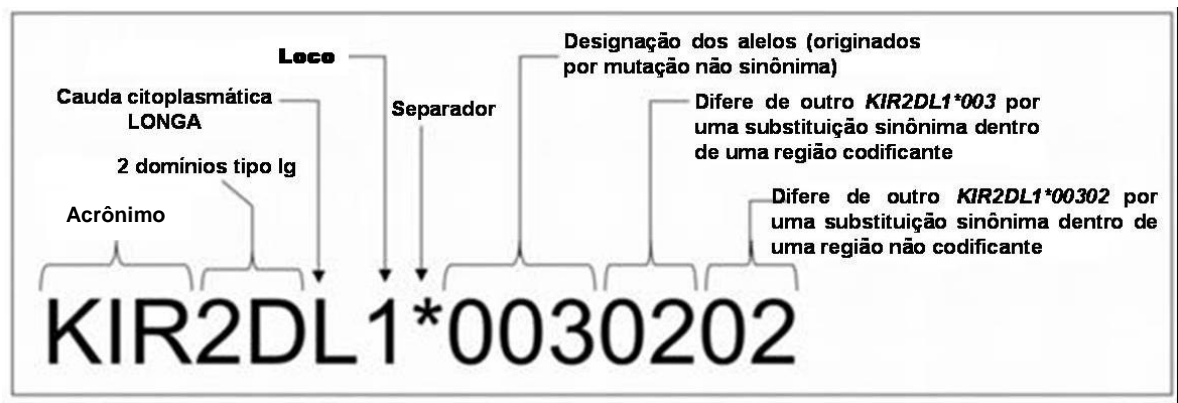 Loco
Designação dos alelos (originados
por mutação não sinônima)
Cauda citoplasmática
LONGA
Separador
Difere de outro KIR2DL1*003 por
uma substituição sinônima dentro
de uma região codificante
2 domínios tipo Ig
Difere de outro KIR2DL1*00302 por
uma substituição sinônima dentro de
uma região não codificante
Acrônimo
KIR2DL1*0030202